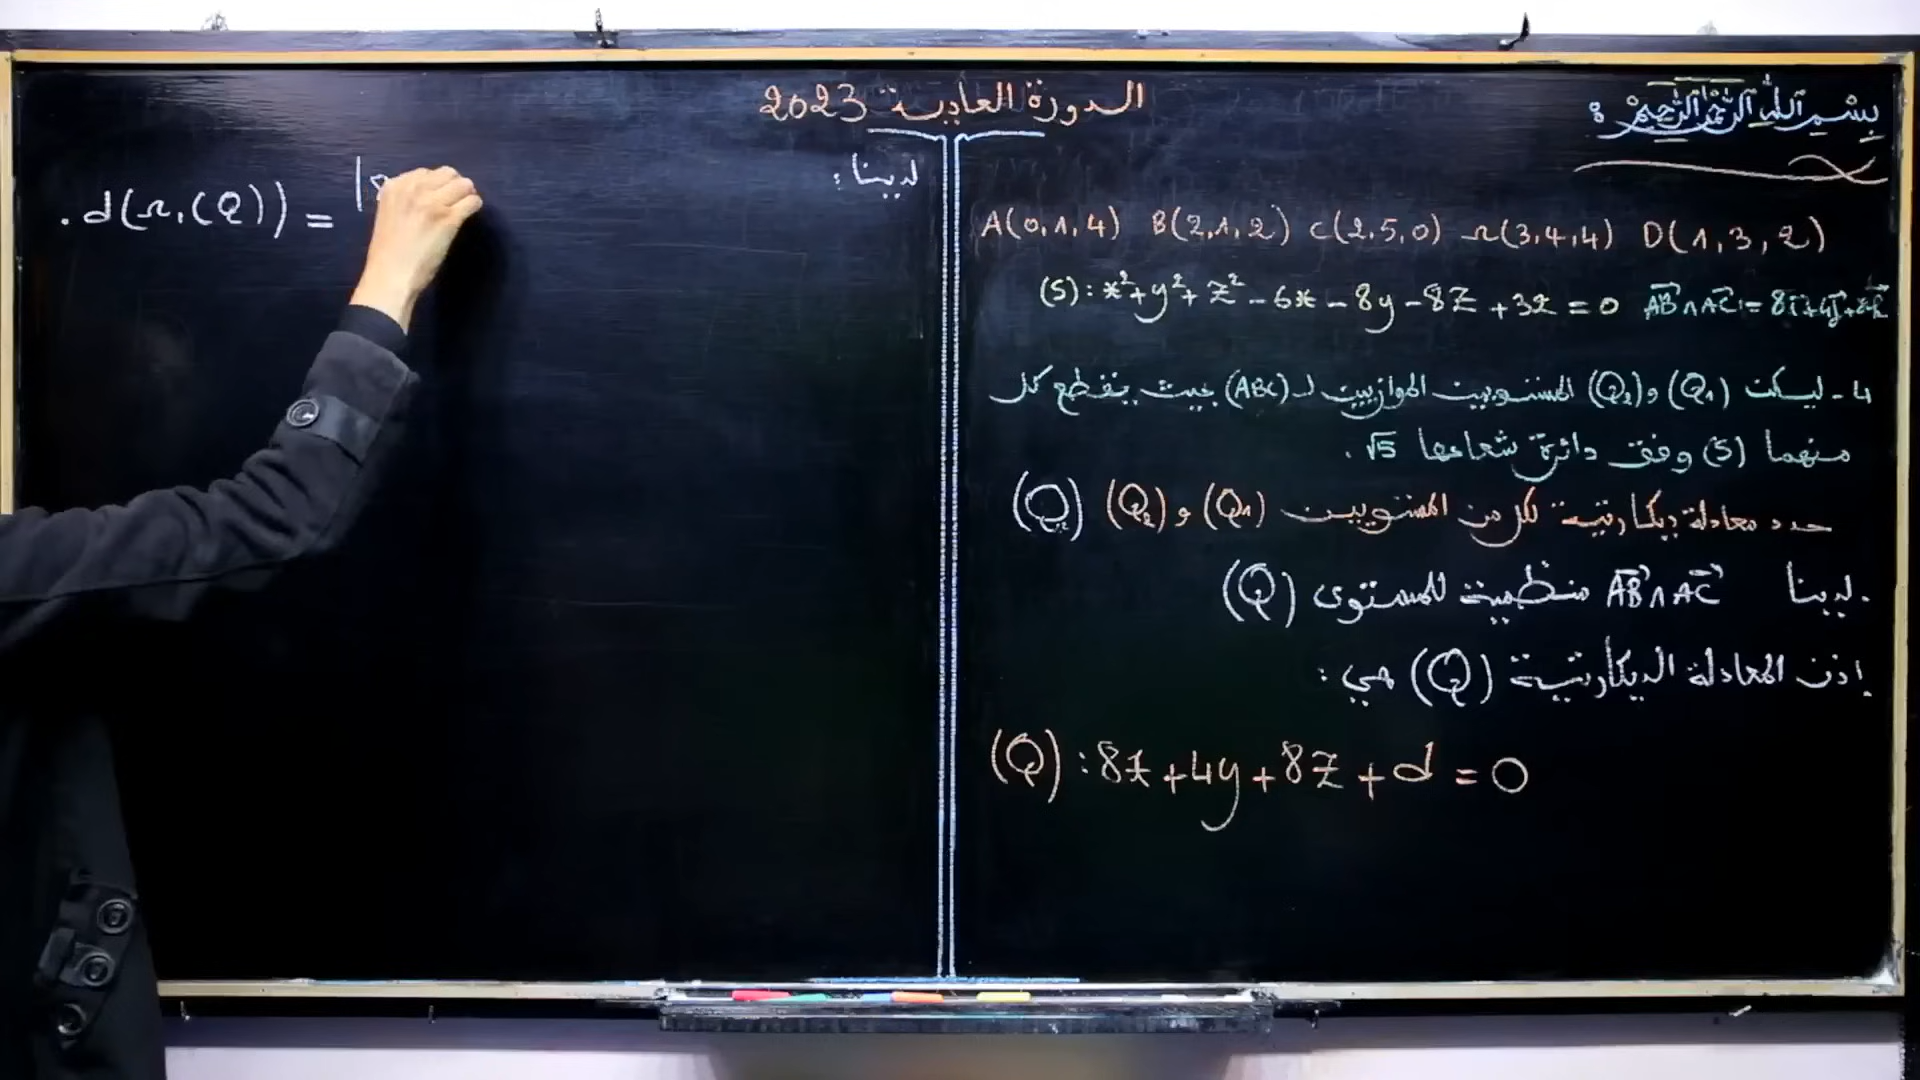 الدورة العادية 2023
بسم الله الرحمن الرحيم :
A(0,1,4) B(2,1,2) C(2,5,0) Ω(3,4,4) D(1,3,2)
(S): x²+y²+z²-6x-8y-8z+32=0 AB∧AC=8i+4j+8k
4- ليكن (Q1) و(Q2) المستويين الموازيين لـ (ABC) بحيث يقطع كل
منهما (S) وفق دائرة شعاعها √5 .
حدد معادلة ديكارتية لكل من المستويين (Q1) و (Q2) (Q)
. لدينا AB∧AC منظمية للمستوى (Q)
إذن المعادلة الديكارتية (Q) هي :
(Q): 8x+4y+8z+d=0
لدينا :
. d(Ω,(Q)) = |8